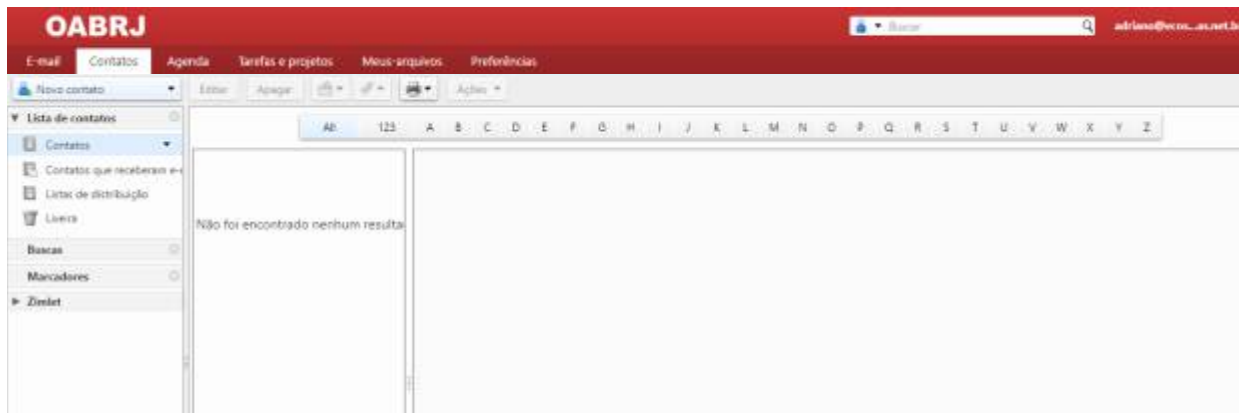 OABRJ
Buscar
E-mail Contatos Agenda Tarefas e projetos Meus-arquivos Preferências
Novo contato Editar Apagar Ações
Lista de contatos
All 123 A B C D E F G H I J K L M N O P Q R S T U V W X Y Z
Contatos
Contatos que receberam e-
Listas de distribuição
Lixeira
Não foi encontrado nenhum resulta
Buscas
Marcadores
Zimlet